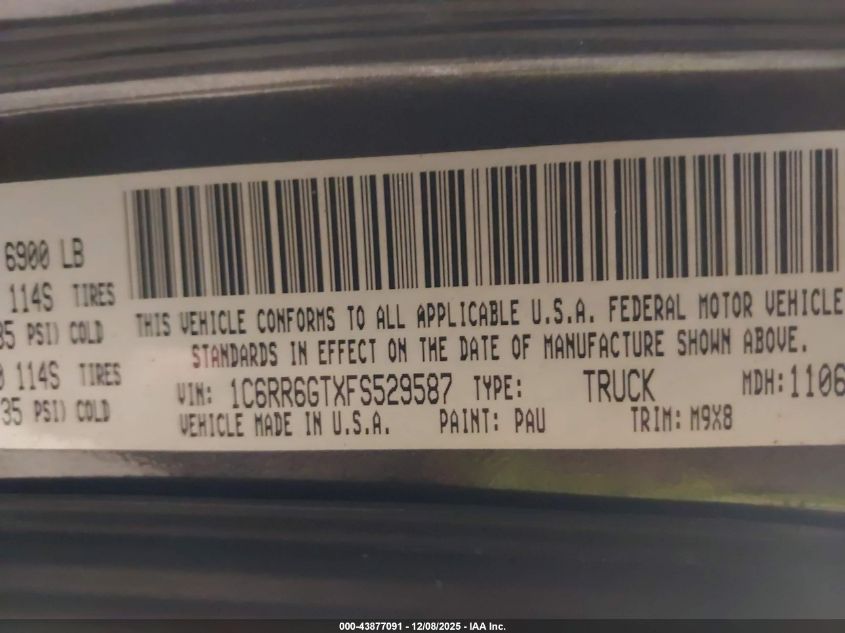 6900 LB
114S TIRES
35 PSI) COLD
0 114S TIRES
35 PSI) COLD
THIS VEHICLE CONFORMS TO ALL APPLICABLE U.S.A. FEDERAL MOTOR VEHICLE
STANDARDS IN EFFECT ON THE DATE OF MANUFACTURE SHOWN ABOVE.
VIN: 1C6RR6GTXFS529587 TYPE: TRUCK MDH: 1106
VEHICLE MADE IN U.S.A. PAINT: PAU TRIM: M9X8
000-43877091 - 12/08/2025 - IAA Inc.